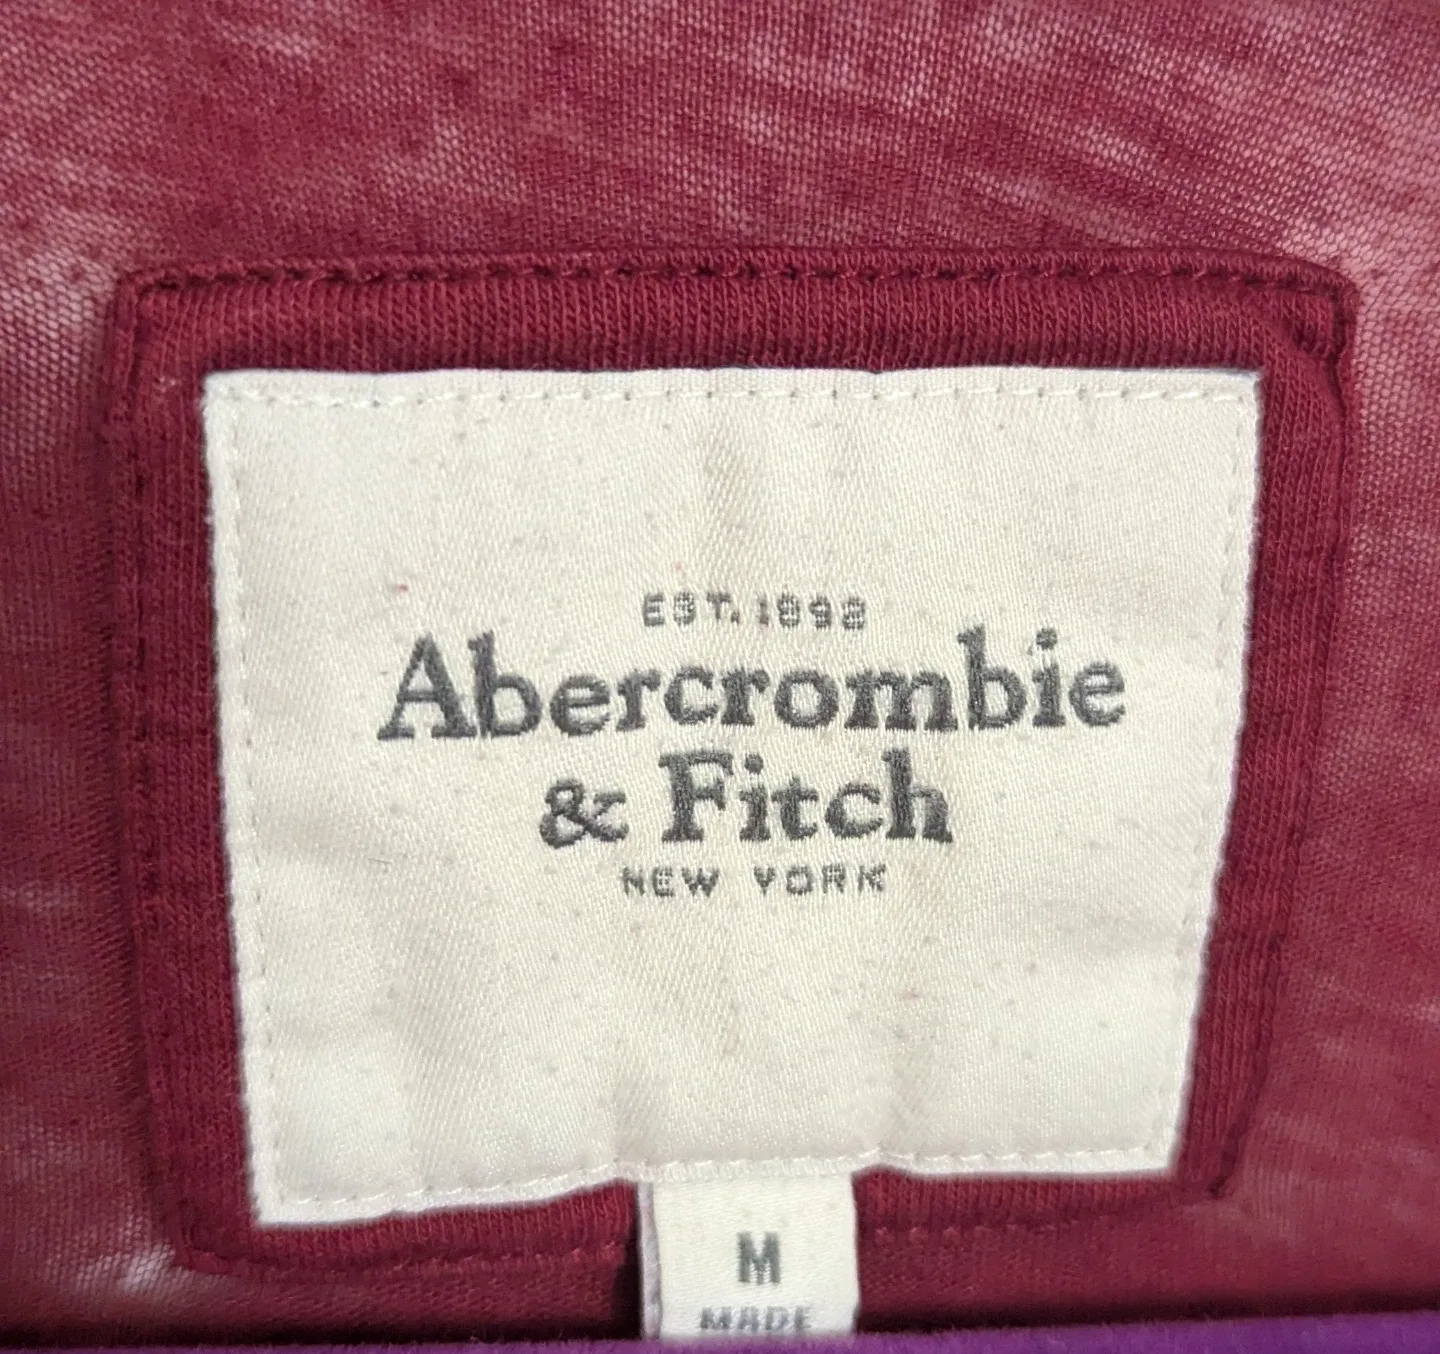 EST. 1892
Abercrombie
& Fitch
NEW YORK
M
MADE